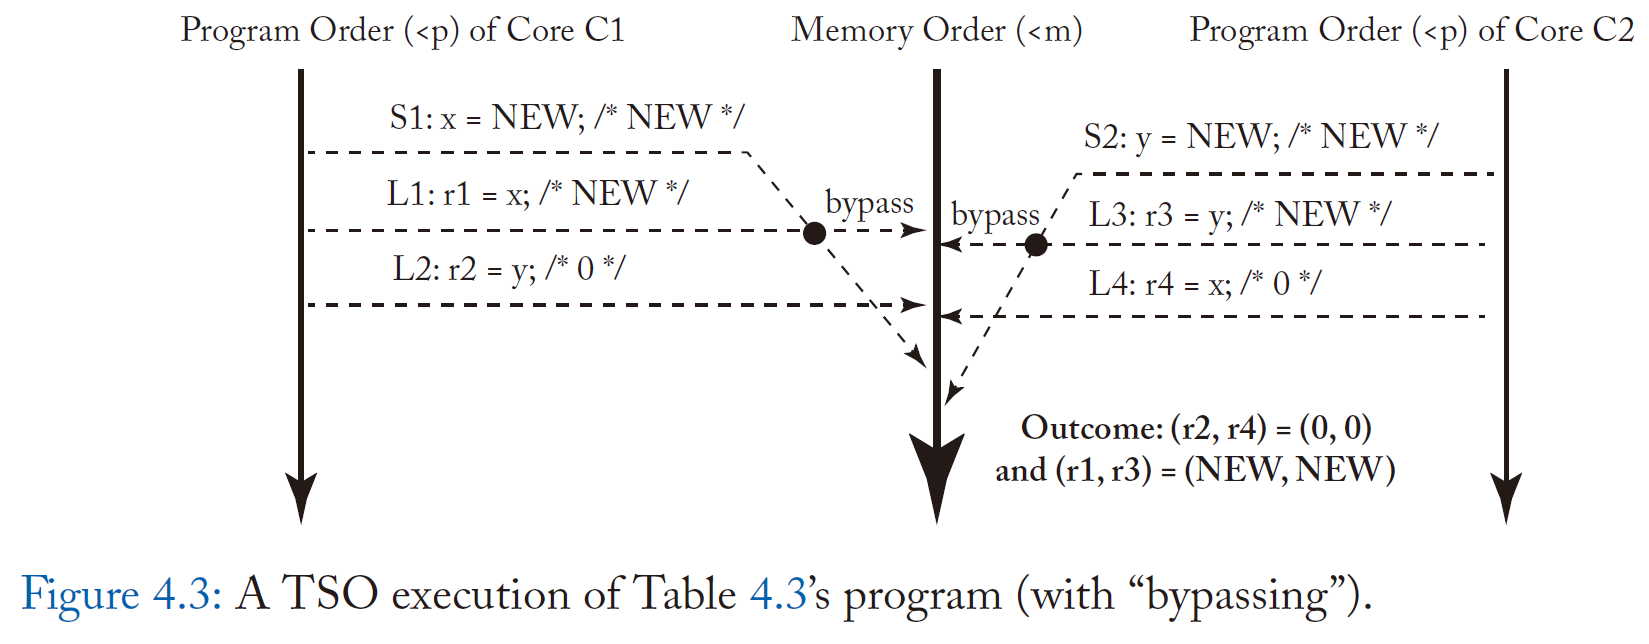 Program Order (<p) of Core C1
Memory Order (<m)
Program Order (<p) of Core C2
S1: x = NEW; /* NEW */
S2: y = NEW; /* NEW */
L1: r1 = x; /* NEW */
bypass
bypass
L3: r3 = y; /* NEW */
L2: r2 = y; /* 0 */
L4: r4 = x; /* 0 */
Outcome: (r2, r4) = (0, 0)
and (r1, r3) = (NEW, NEW)
Figure 4.3: A TSO execution of Table 4.3’s program (with “bypassing”).